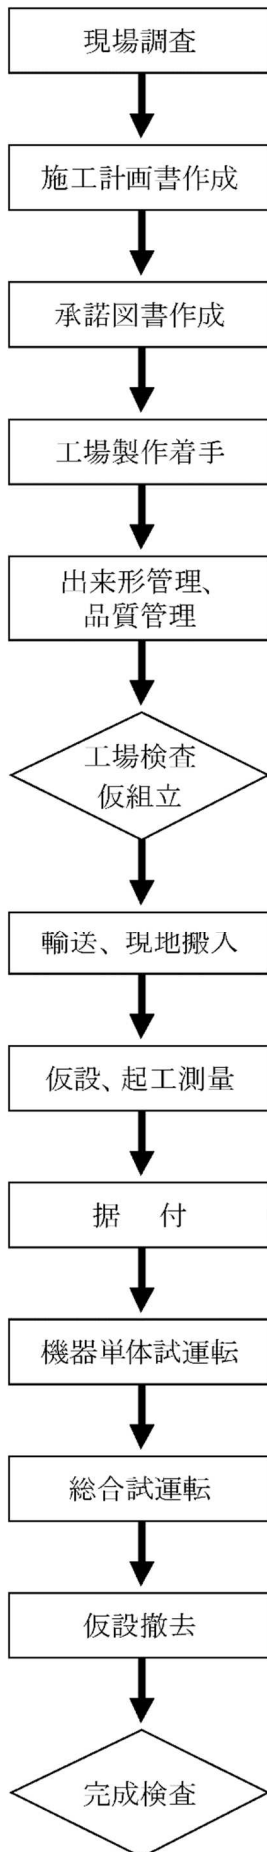 現場調査
施工計画書作成
承諾図書作成
工場製作着手
出来形管理、
品質管理
工場検査
仮組立
輸送、現地搬入
仮設、起工測量
据　付
機器単体試運転
総合試運転
仮設撤去
完成検査